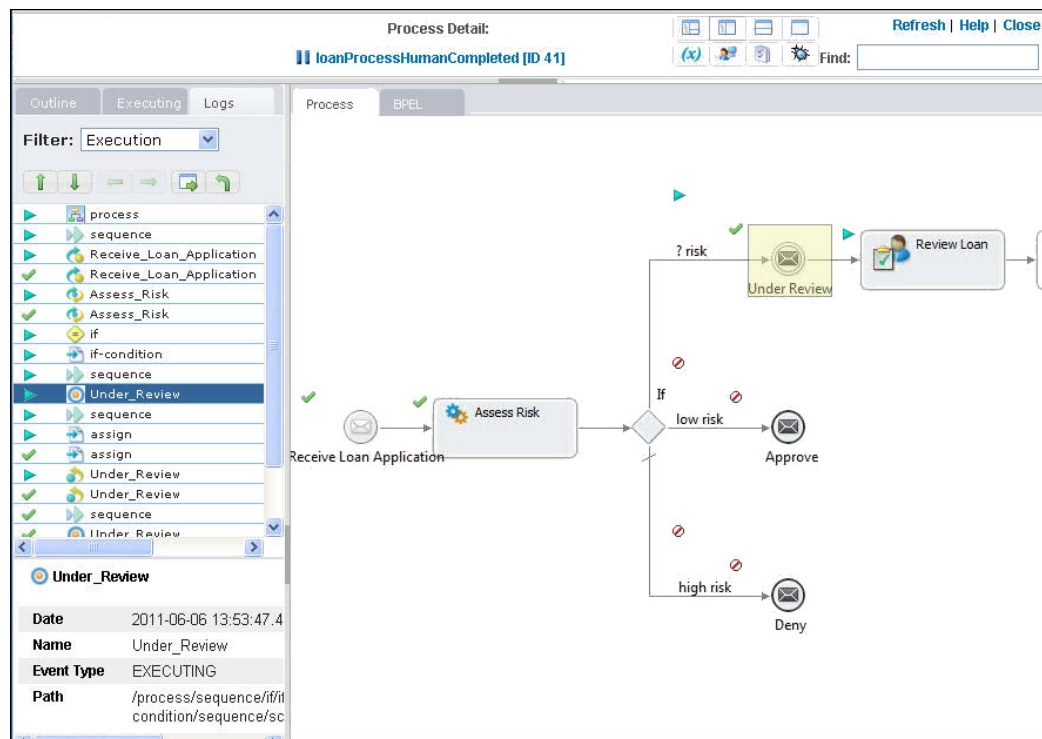 Process Detail:
Refresh | Help | Close
loanProcessHumanCompleted [ID 41]
(x)
Find:
Outline
Executing
Logs
Process
BPEL
Filter:
Execution
process
sequence
Receive_Loan_Application
Receive_Loan_Application
Assess_Risk
Assess_Risk
if
if-condition
sequence
Under_Review
sequence
assign
assign
Under_Review
Under_Review
sequence
Under_Review
Under_Review
Date 2011-06-06 13:53:47.4
Name Under_Review
Event Type EXECUTING
Path /process/sequence/if/if
condition/sequence/sc
? risk
Under Review
Review Loan
If
low risk
Approve
Assess Risk
Receive Loan Application
high risk
Deny